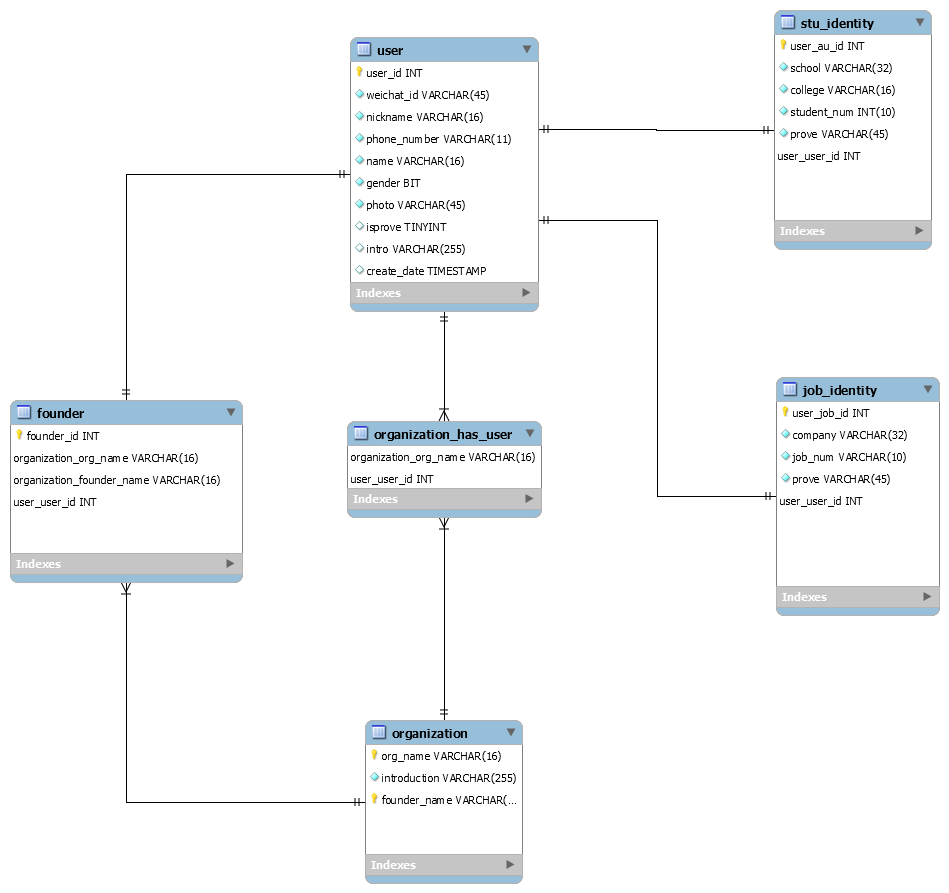 stu_identity
user_au_id INT
school VARCHAR(32)
college VARCHAR(16)
student_num INT(10)
prove VARCHAR(45)
user_user_id INT
Indexes
user
user_id INT
weichat_id VARCHAR(45)
nickname VARCHAR(16)
phone_number VARCHAR(11)
name VARCHAR(16)
gender BIT
photo VARCHAR(45)
isprove TINYINT
intro VARCHAR(255)
create_date TIMESTAMP
Indexes
job_identity
user_job_id INT
company VARCHAR(32)
job_num VARCHAR(10)
prove VARCHAR(45)
user_user_id INT
Indexes
founder
founder_id INT
organization_org_name VARCHAR(16)
organization_founder_name VARCHAR(16)
user_user_id INT
Indexes
organization_has_user
organization_org_name VARCHAR(16)
user_user_id INT
Indexes
organization
org_name VARCHAR(16)
introduction VARCHAR(255)
founder_name VARCHAR(...
Indexes